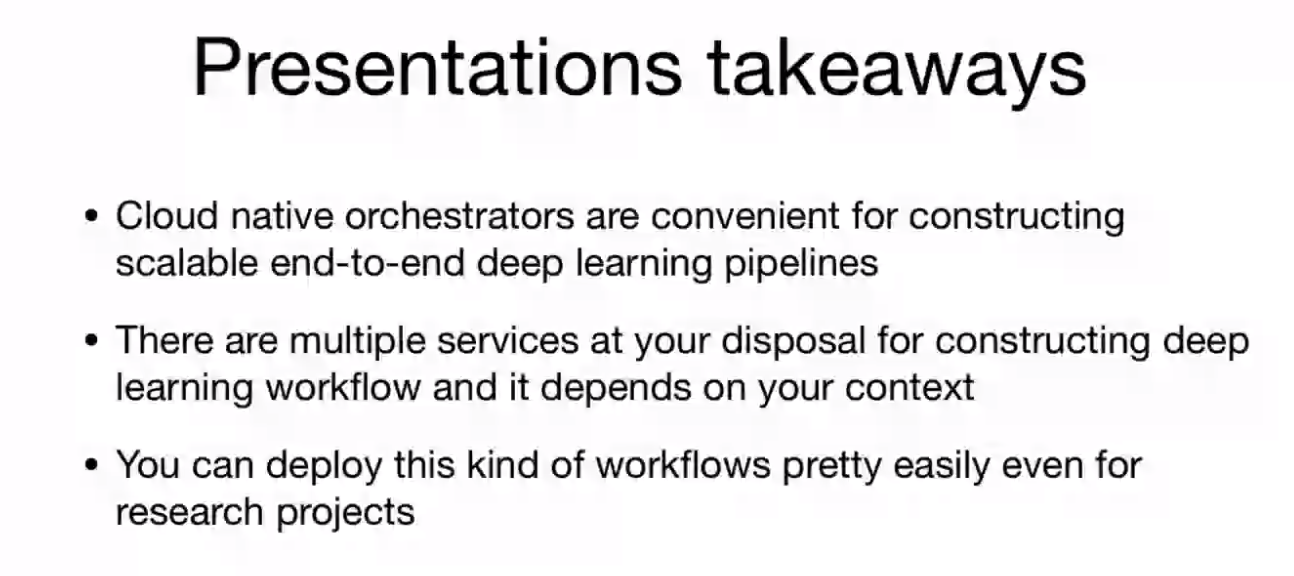 Presentations takeaways
• Cloud native orchestrators are convenient for constructing
scalable end-to-end deep learning pipelines
• There are multiple services at your disposal for constructing deep
learning workflow and it depends on your context
• You can deploy this kind of workflows pretty easily even for
research projects